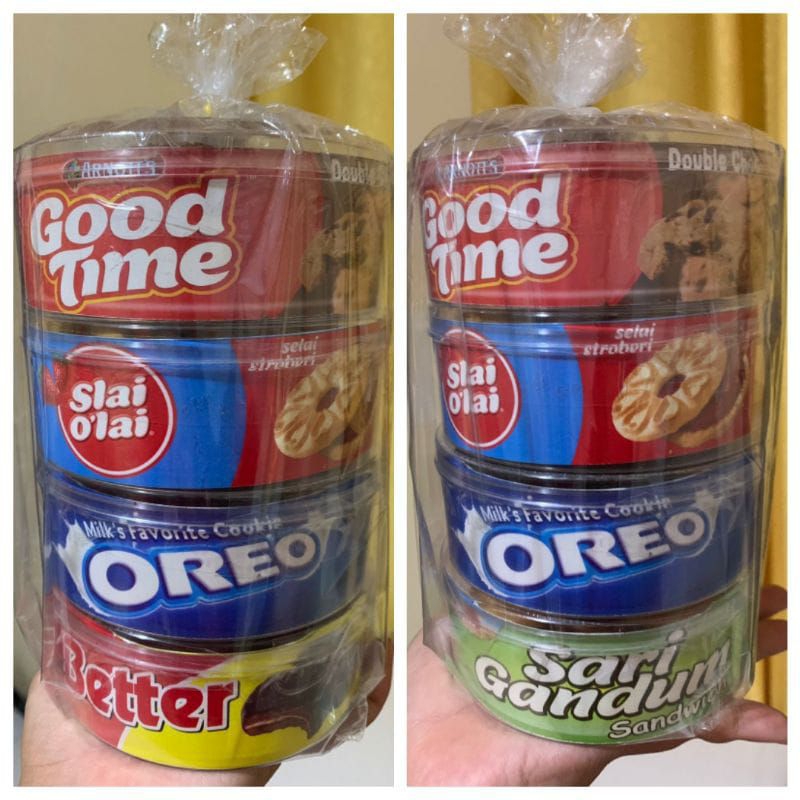 ARNOTT'S
Good
Time
Double
Slai
O'lai
selai
stroberi
Milk's Favorite Cookie
OREO
Better
ARNOTT'S
Good
Time
Double
Slai
O'lai
selai
stroberi
Milk's Favorite Cookie
OREO
Sari
Gandum
Sandwich